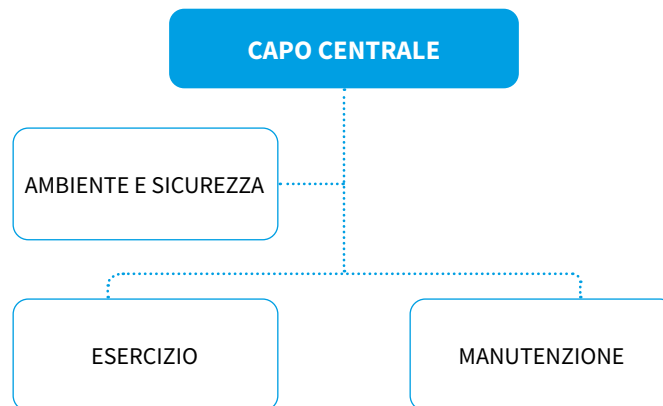 CAPO CENTRALE
AMBIENTE E SICUREZZA
ESERCIZIO
MANUTENZIONE